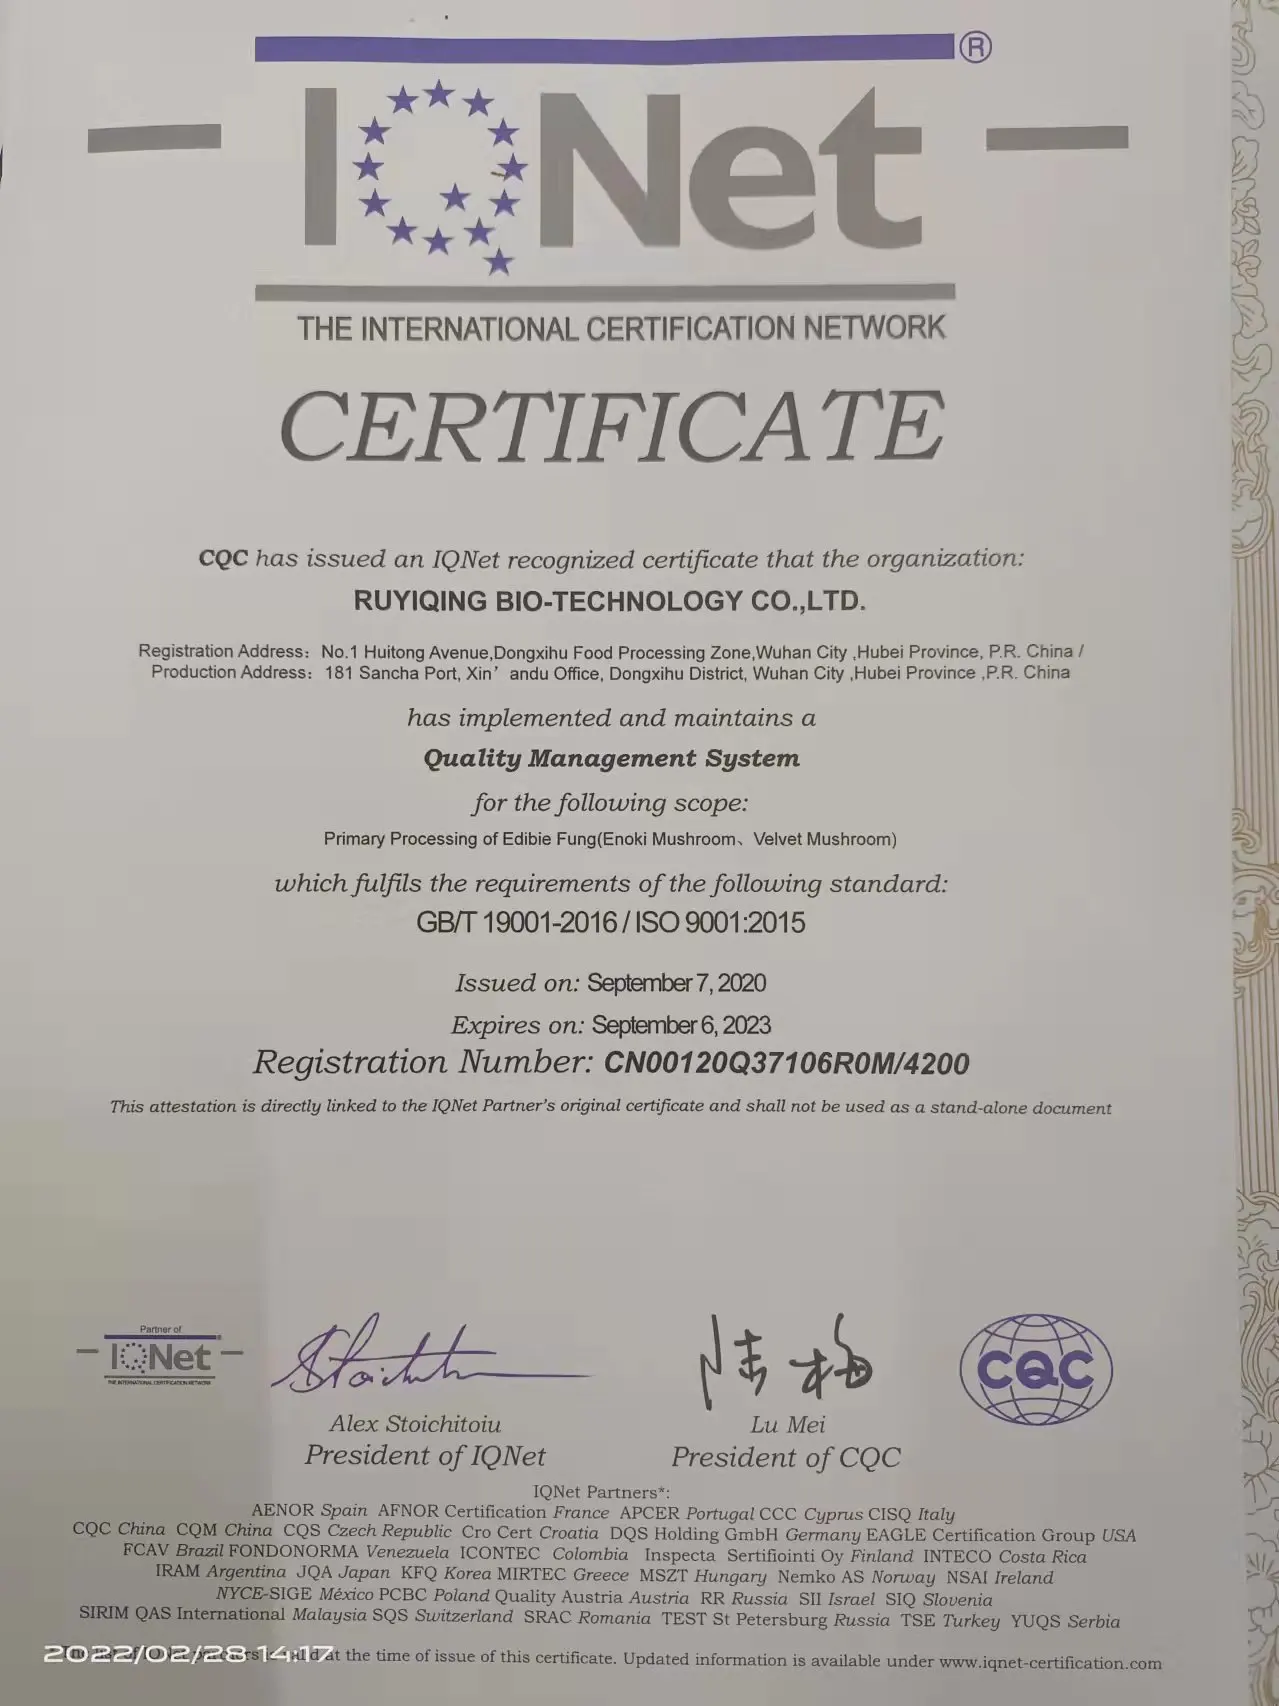 ®
IQNet
THE INTERNATIONAL CERTIFICATION NETWORK
CERTIFICATE
CQC has issued an IQNet recognized certificate that the organization:
RUYIQING BIO-TECHNOLOGY CO.,LTD.
Registration Address: No.1 Huitong Avenue,Dongxihu Food Processing Zone,Wuhan City ,Hubei Province, P.R. China /
Production Address: 181 Sancha Port, Xin’andu Office, Dongxihu District, Wuhan City ,Hubei Province ,P.R. China
has implemented and maintains a
Quality Management System
for the following scope:
Primary Processing of Edibie Fung(Enoki Mushroom、Velvet Mushroom)
which fulfils the requirements of the following standard:
GB/T 19001-2016 / ISO 9001:2015
Issued on: September 7, 2020
Expires on: September 6, 2023
Registration Number: CN00120Q37106R0M/4200
This attestation is directly linked to the IQNet Partner's original certificate and shall not be used as a stand-alone document
Partner of
IQNet
THE INTERNATIONAL CERTIFICATION NETWORK
Stoichit
陆梅
CQC
Alex Stoichitoiu
President of IQNet
Lu Mei
President of CQC
IQNet Partners*:
AENOR Spain AFNOR Certification France APCER Portugal CCC Cyprus CISQ Italy
CQC China CQM China CQS Czech Republic Cro Cert Croatia DQS Holding GmbH Germany EAGLE Certification Group USA
FCAV Brazil FONDONORMA Venezuela ICONTEC Colombia Inspecta Sertifiointi Oy Finland INTECO Costa Rica
IRAM Argentina JQA Japan KFQ Korea MIRTEC Greece MSZT Hungary Nemko AS Norway NSAI Ireland
NYCE-SIGE México PCBC Poland Quality Austria Austria RR Russia SII Israel SIQ Slovenia
SIRIM QAS International Malaysia SQS Switzerland SRAC Romania TEST St Petersburg Russia TSE Turkey YUQS Serbia
at the time of issue of this certificate. Updated information is available under www.iqnet-certification.com
2022/02/28 14:17